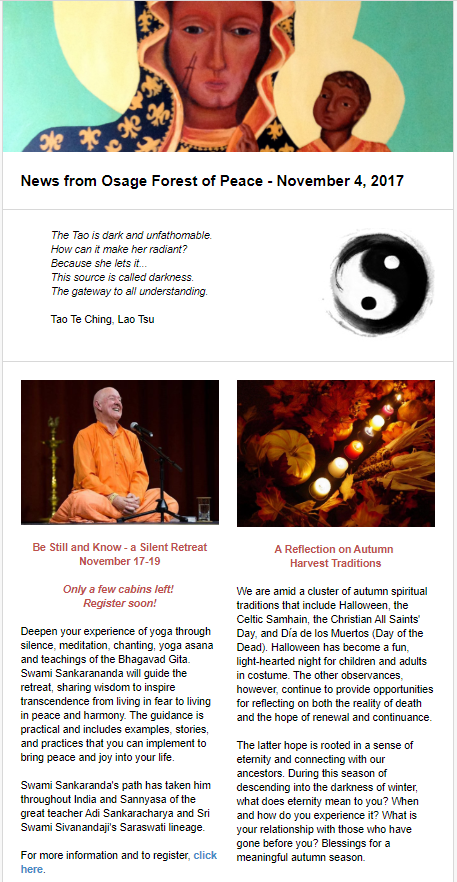 News from Osage Forest of Peace - November 4, 2017
The Tao is dark and unfathomable.
How can it make her radiant?
Because she lets it...
This source is called darkness.
The gateway to all understanding.
Tao Te Ching, Lao Tsu
Be Still and Know - a Silent Retreat
November 17-19
Only a few cabins left!
Register soon!
Deepen your experience of yoga through
silence, meditation, chanting, yoga asana
and teachings of the Bhagavad Gita.
Swami Sankarananda will guide the
retreat, sharing wisdom to inspire
transcendence from living in fear to living
in peace and harmony. The guidance is
practical and includes examples, stories,
and practices that you can implement to
bring peace and joy into your life.
Swami Sankaranda's path has taken him
throughout India and Sannyasa of the
great teacher Adi Sankaracharya and Sri
Swami Sivanandaji's Saraswati lineage.
For more information and to register, click
here.
A Reflection on Autumn
Harvest Traditions
We are amid a cluster of autumn spiritual
traditions that include Halloween, the
Celtic Samhain, the Christian All Saints'
Day, and Día de los Muertos (Day of the
Dead). Halloween has become a fun,
light-hearted night for children and adults
in costume. The other observances,
however, continue to provide opportunities
for reflecting on both the reality of death
and the hope of renewal and continuance.
The latter hope is rooted in a sense of
eternity and connecting with our
ancestors. During this season of
descending into the darkness of winter,
what does eternity mean to you? When
and how do you experience it? What is
your relationship with those who have
gone before you? Blessings for a
meaningful autumn season.